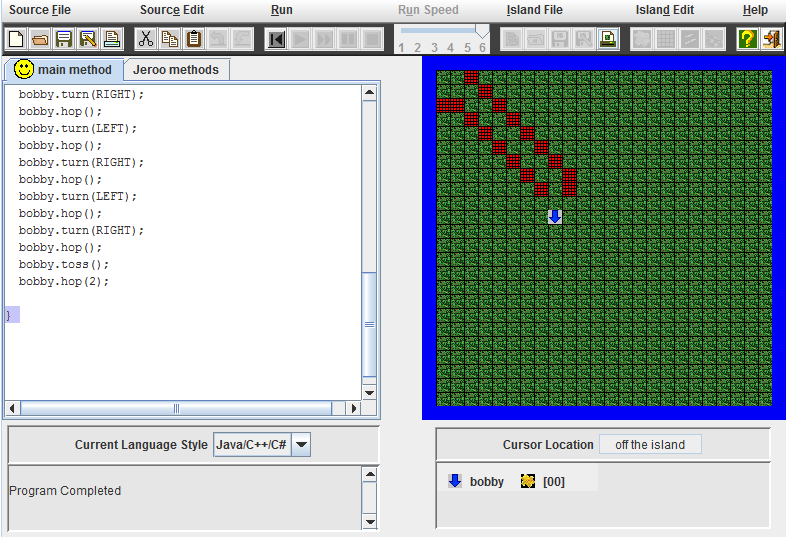 Source File Source Edit Run Run Speed Island File Island Edit Help
1 2 3 4 5 6
main method Jeroo methods
bobby.turn(RIGHT);
bobby.hop();
bobby.turn(LEFT);
bobby.hop();
bobby.turn(RIGHT);
bobby.hop();
bobby.turn(LEFT);
bobby.hop();
bobby.turn(RIGHT);
bobby.hop();
bobby.toss();
bobby.hop(2);
}
Current Language Style Java/C++/C#
Program Completed
Cursor Location off the island
bobby [00]